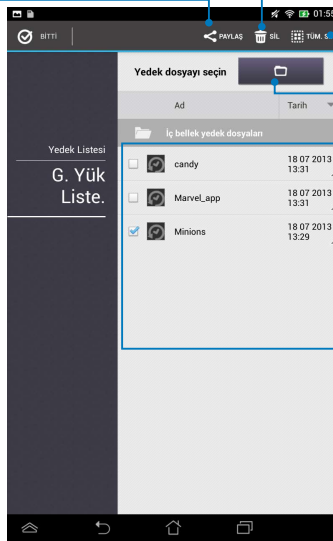 01:55
BİTTİ
PAYLAŞ
SİL
TÜM. S
Yedek dosyayı seçin
Ad
Tarih
İç bellek yedek dosyaları
Yedek Listesi
G. Yük
Liste.
candy
18 07 2013
13:31
Marvel_app
18 07 2013
13:31
Minions
18 07 2013
13:29